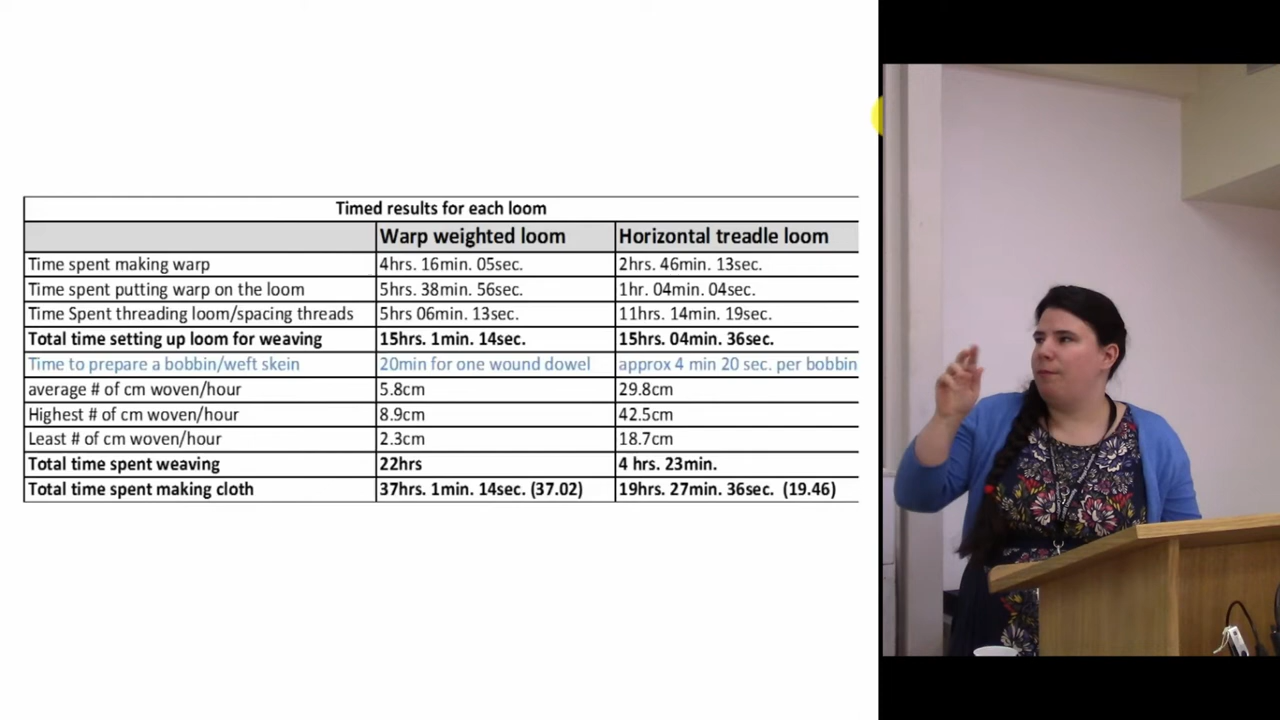 Timed results for each loom
Warp weighted loom Horizontal treadle loom
Time spent making warp 4hrs. 16min. 05sec. 2hrs. 46min. 13sec.
Time spent putting warp on the loom 5hrs. 38min. 56sec. 1hr. 04min. 04sec.
Time Spent threading loom/spacing threads 5hrs 06min. 13sec. 11hrs. 14min. 19sec.
Total time setting up loom for weaving 15hrs. 1min. 14sec. 15hrs. 04min. 36sec.
Time to prepare a bobbin/weft skein 20min for one wound dowel approx 4 min 20 sec. per bobbin
average # of cm woven/hour 5.8cm 29.8cm
Highest # of cm woven/hour 8.9cm 42.5cm
Least # of cm woven/hour 2.3cm 18.7cm
Total time spent weaving 22hrs 4 hrs. 23min.
Total time spent making cloth 37hrs. 1min. 14sec. (37.02) 19hrs. 27min. 36sec. (19.46)